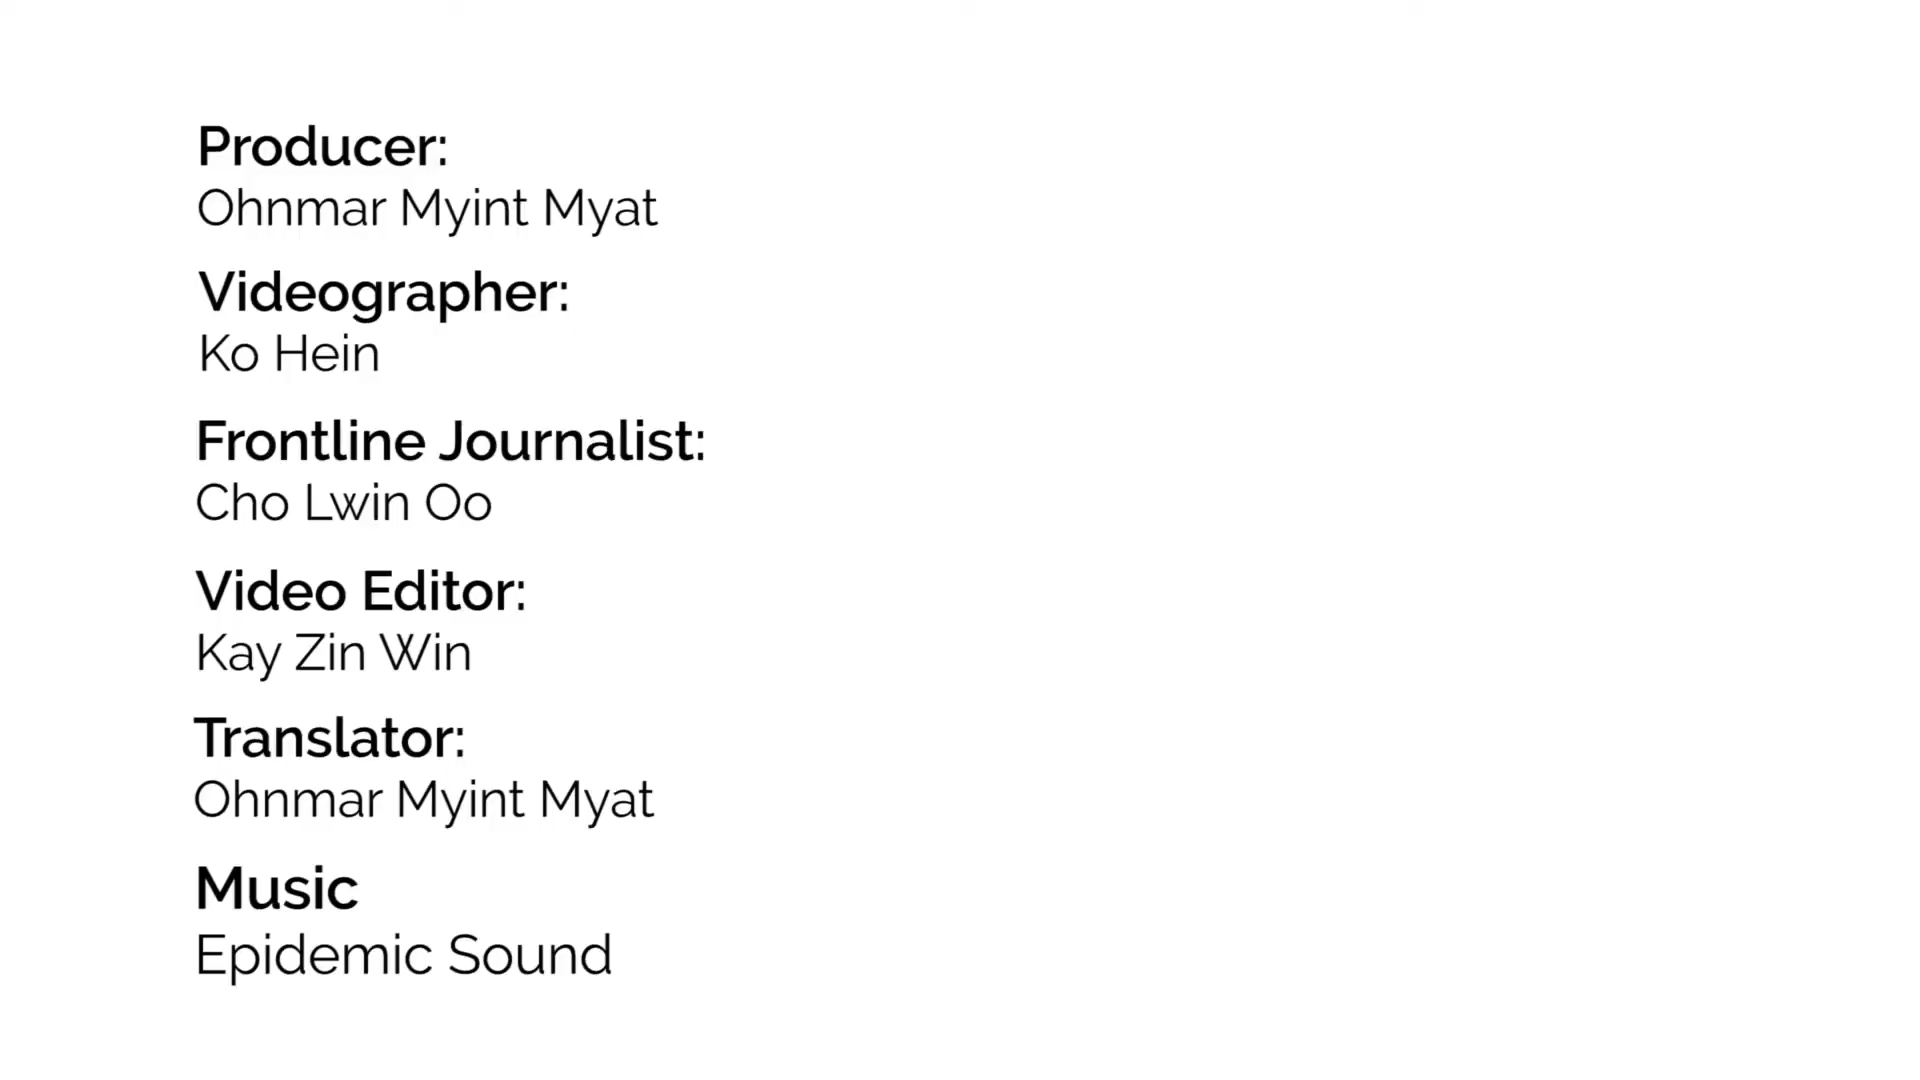 Producer:
Ohnmar Myint Myat
Videographer:
Ko Hein
Frontline Journalist:
Cho Lwin Oo
Video Editor:
Kay Zin Win
Translator:
Ohnmar Myint Myat
Music
Epidemic Sound